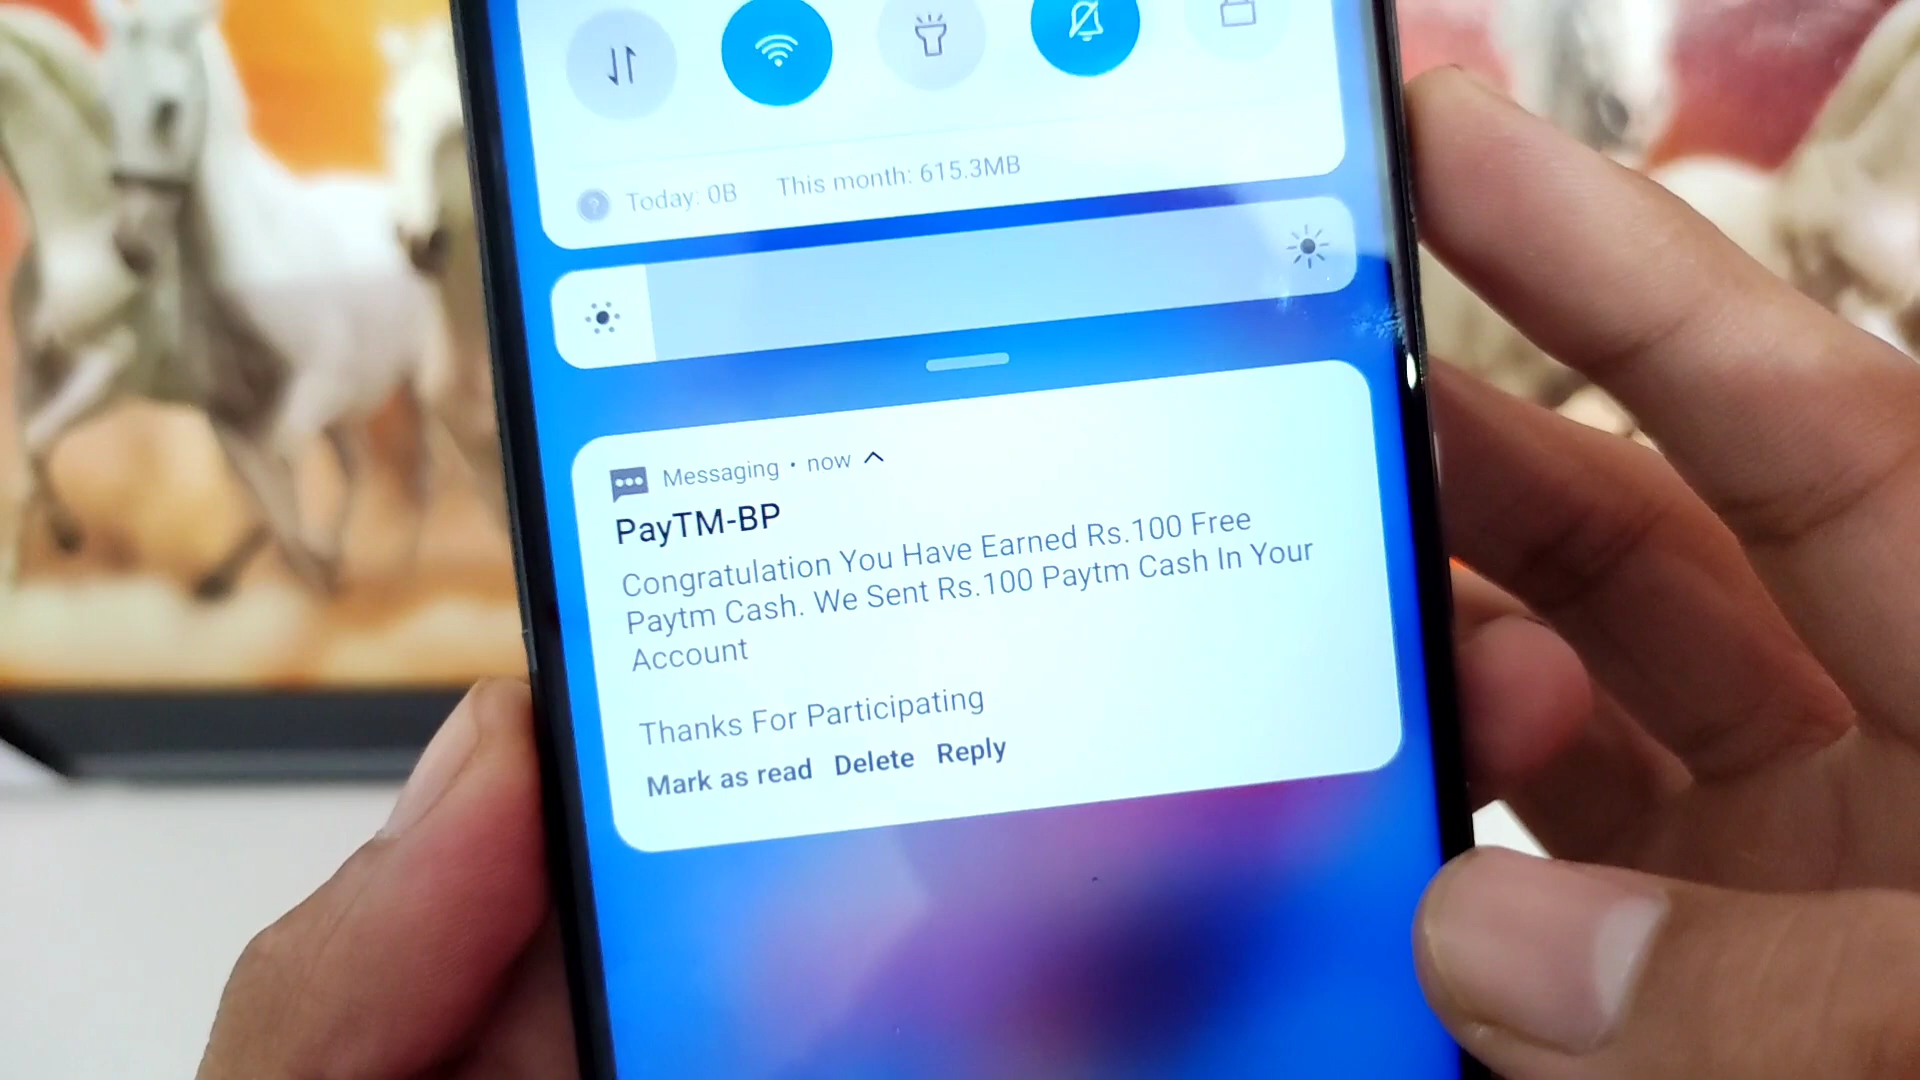 Today: 0B This month: 615.3MB
Messaging • now
PayTM-BP
Congratulation You Have Earned Rs.100 Free
Paytm Cash. We Sent Rs.100 Paytm Cash In Your
Account
Thanks For Participating
Mark as read Delete Reply